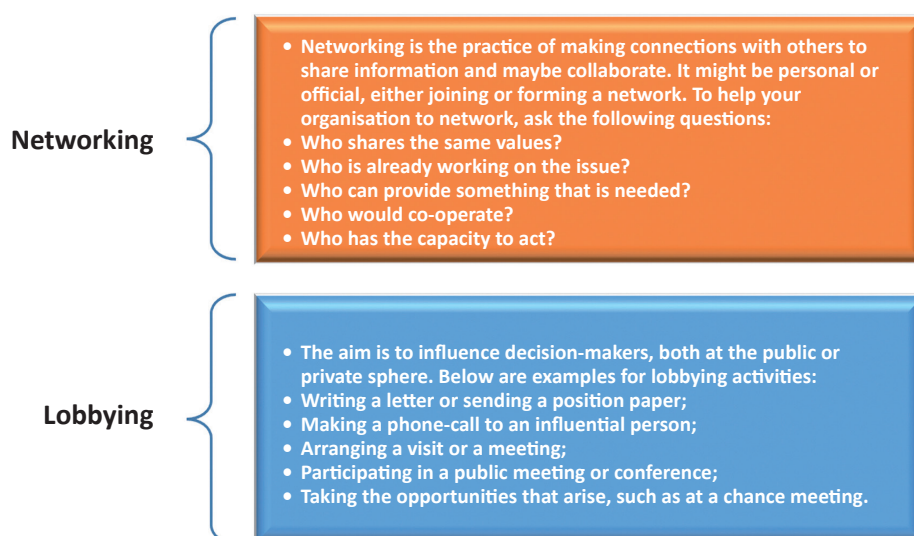 Networking
• Networking is the practice of making connections with others to
share information and maybe collaborate. It might be personal or
official, either joining or forming a network. To help your
organisation to network, ask the following questions:
• Who shares the same values?
• Who is already working on the issue?
• Who can provide something that is needed?
• Who would co-operate?
• Who has the capacity to act?
Lobbying
• The aim is to influence decision-makers, both at the public or
private sphere. Below are examples for lobbying activities:
• Writing a letter or sending a position paper;
• Making a phone-call to an influential person;
• Arranging a visit or a meeting;
• Participating in a public meeting or conference;
• Taking the opportunities that arise, such as at a chance meeting.